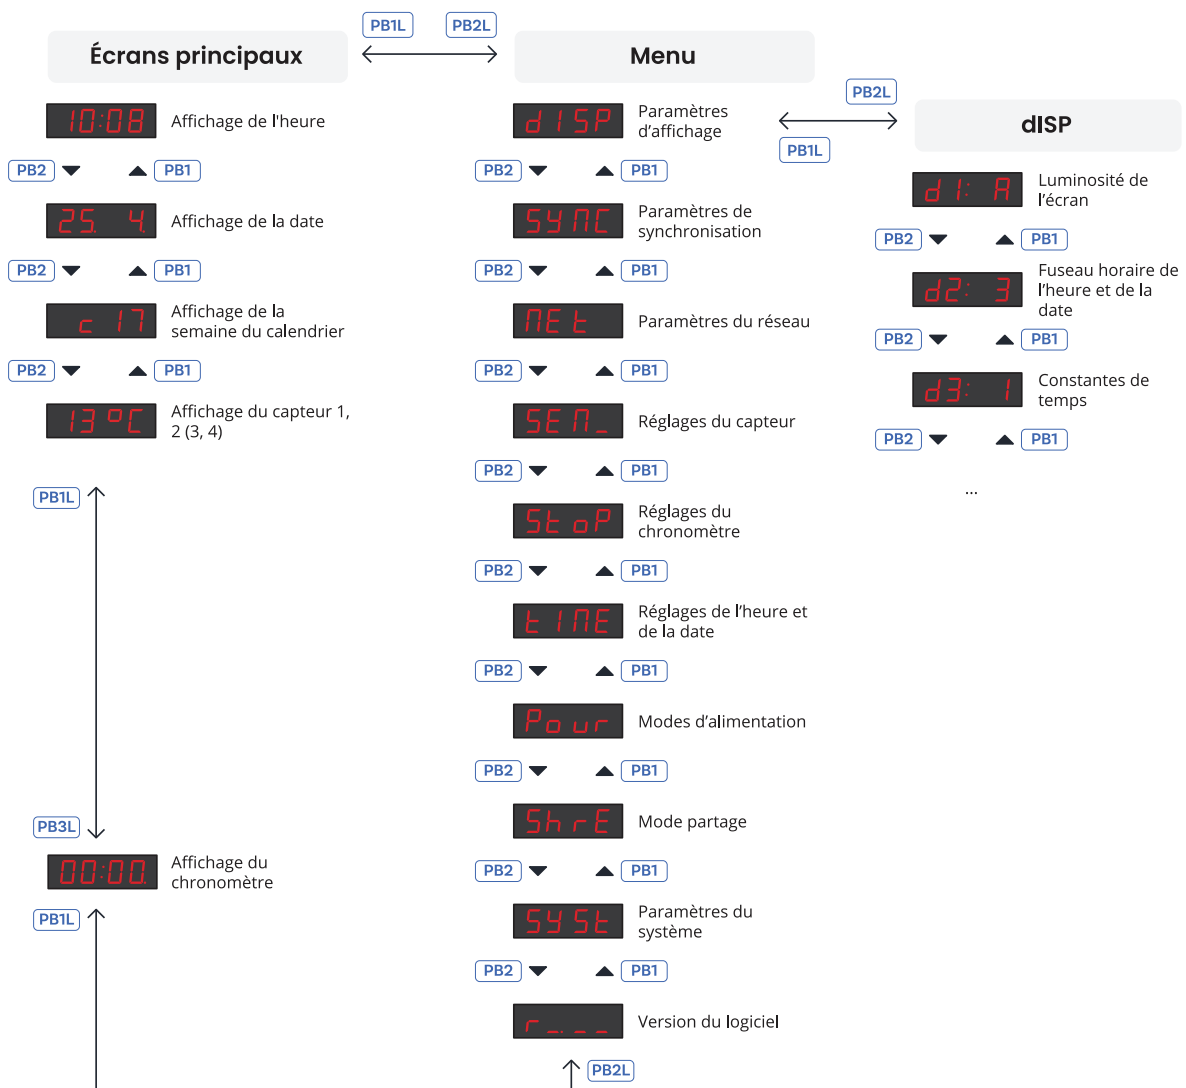 PB1L PB2L
Écrans principaux
10:08
Affichage de l'heure
PB2 PB1
25. 4.
Affichage de la date
PB2 PB1
c 17
Affichage de la
semaine du calendrier
PB2 PB1
13 °C
Affichage du capteur 1,
2 (3, 4)
PB1L
PB3L
00:00.
Affichage du
chronomètre
PB1L
Menu
dISP
Paramètres
d’affichage
PB2 PB1
SYNC
Paramètres de
synchronisation
PB2 PB1
NEt
Paramètres du réseau
PB2 PB1
SEN_
Réglages du capteur
PB2 PB1
StoP
Réglages du
chronomètre
PB2 PB1
tIME
Réglages de l’heure et
de la date
PB2 PB1
Pour
Modes d’alimentation
PB2 PB1
ShrE
Mode partage
PB2 PB1
SYSt
Paramètres du
système
PB2 PB1
r _._ _
Version du logiciel
PB2L
PB2L
PB1L
dISP
d1: A
Luminosité de
l’écran
PB2 PB1
d2: 3
Fuseau horaire de
l’heure et de la
date
PB2 PB1
d3: 1
Constantes de
temps
PB2 PB1
...